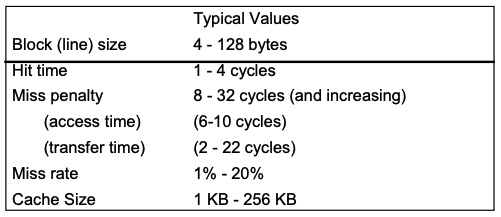 Typical Values
Block (line) size 4 - 128 bytes
Hit time 1 - 4 cycles
Miss penalty 8 - 32 cycles (and increasing)
(access time) (6-10 cycles)
(transfer time) (2 - 22 cycles)
Miss rate 1% - 20%
Cache Size 1 KB - 256 KB